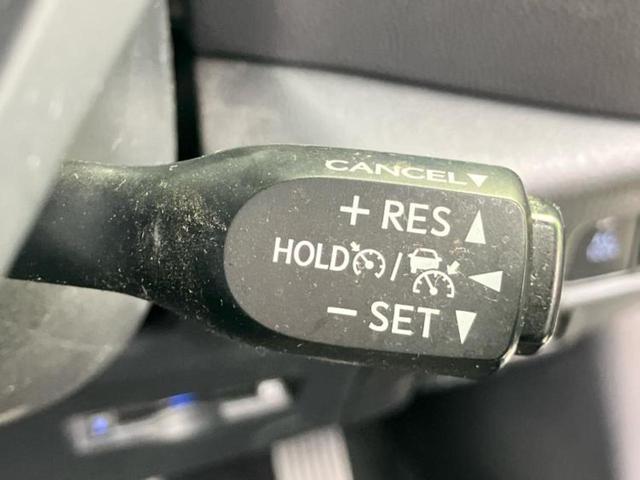 CANCEL▼
+ RES ▲
HOLD / ◀
− SET ▼